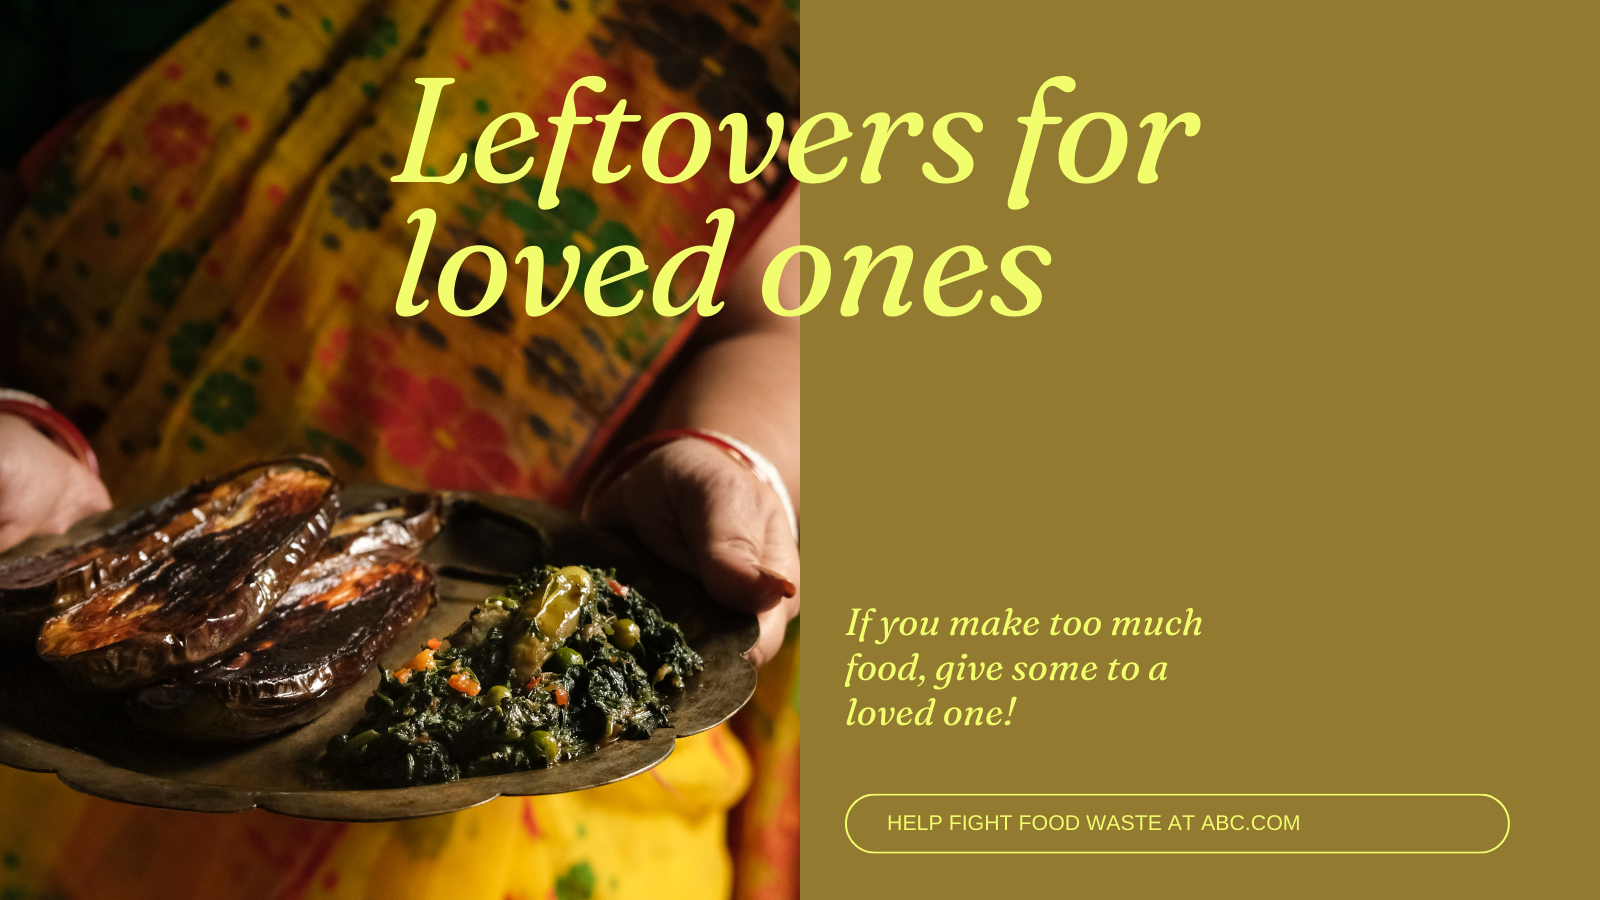 Leftovers for
loved ones
If you make too much
food, give some to a
loved one!
HELP FIGHT FOOD WASTE AT ABC.COM